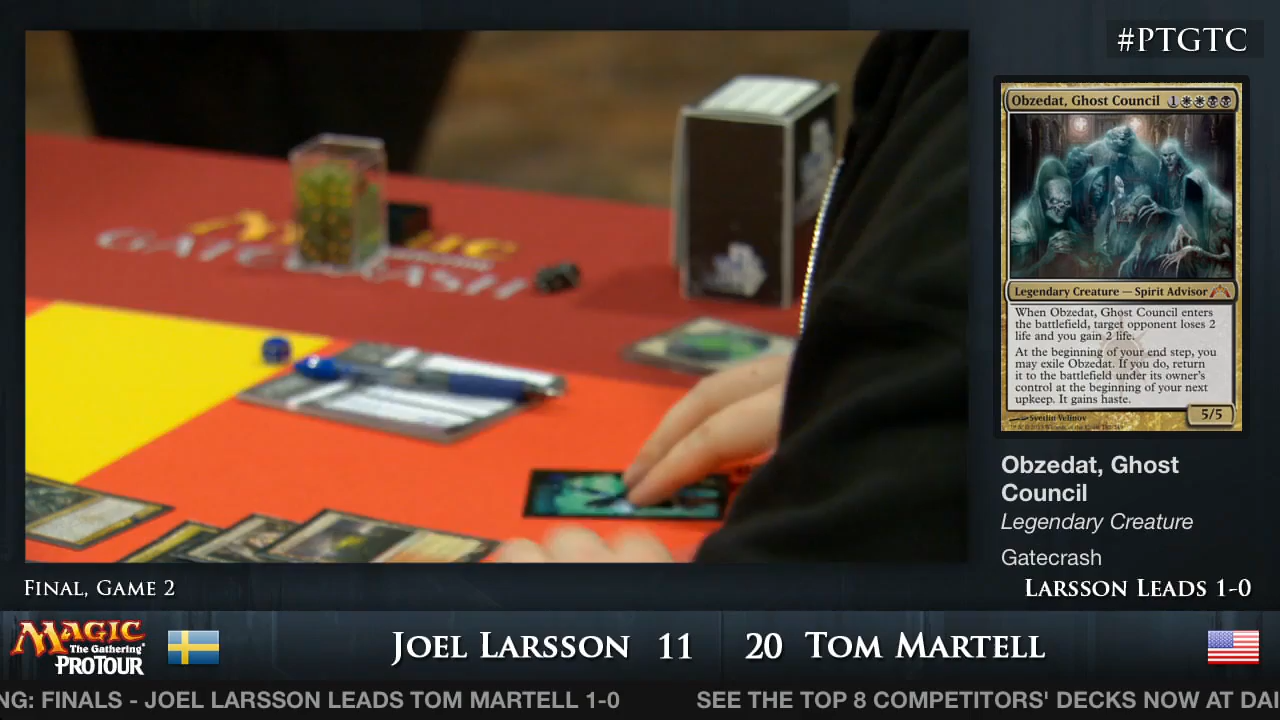 #PTGTC
Obzedat, Ghost Council 1
Legendary Creature — Spirit Advisor
When Obzedat, Ghost Council enters
the battlefield, target opponent loses 2
life and you gain 2 life.
At the beginning of your end step, you
may exile Obzedat. If you do, return
it to the battlefield under its owner's
control at the beginning of your next
upkeep. It gains haste.
Svetlin Velinov
5/5
Obzedat, Ghost
Council
Legendary Creature
Gatecrash
MAGIC
GATECRASH
FINAL, GAME 2
LARSSON LEADS 1-0
MAGIC
The Gathering
PROTOUR
JOEL LARSSON 11
20 TOM MARTELL
NG: FINALS - JOEL LARSSON LEADS TOM MARTELL 1-0
SEE THE TOP 8 COMPETITORS' DECKS NOW AT DAI